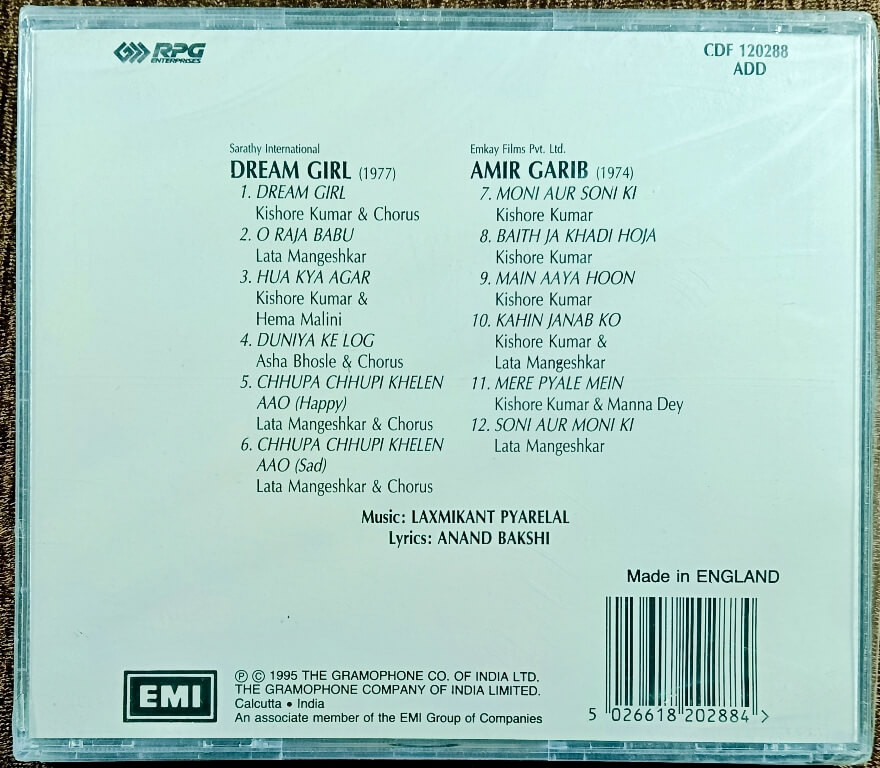 RPG
ENTERPRISES
CDF 120288
ADD
Sarathy International
DREAM GIRL (1977)
1. DREAM GIRL
Kishore Kumar & Chorus
2. O RAJA BABU
Lata Mangeshkar
3. HUA KYA AGAR
Kishore Kumar &
Hema Malini
4. DUNIYA KE LOG
Asha Bhosle & Chorus
5. CHHUPA CHHUPI KHELEN
AAO (Happy)
Lata Mangeshkar & Chorus
6. CHHUPA CHHUPI KHELEN
AAO (Sad)
Lata Mangeshkar & Chorus
Emkay Films Pvt. Ltd.
AMIR GARIB (1974)
7. MONI AUR SONI KI
Kishore Kumar
8. BAITH JA KHADI HOJA
Kishore Kumar
9. MAIN AAYA HOON
Kishore Kumar
10. KAHIN JANAB KO
Kishore Kumar &
Lata Mangeshkar
11. MERE PYALE MEIN
Kishore Kumar & Manna Dey
12. SONI AUR MONI KI
Lata Mangeshkar
Music: LAXMIKANT PYARELAL
Lyrics: ANAND BAKSHI
Made in ENGLAND
5 026618 202884 >
EMI
℗ © 1995 THE GRAMOPHONE CO. OF INDIA LTD.
THE GRAMOPHONE COMPANY OF INDIA LIMITED.
Calcutta • India
An associate member of the EMI Group of Companies